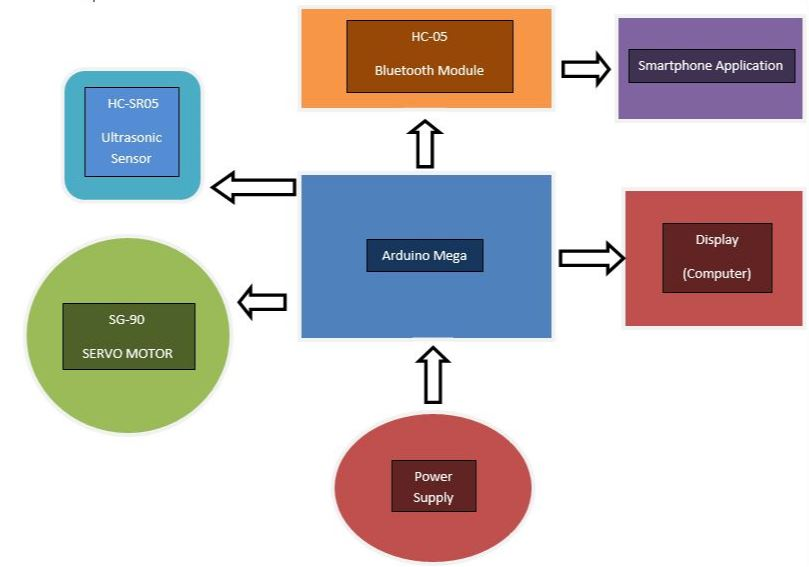 HC-05
Bluetooth Module
Smartphone Application
HC-SR05
Ultrasonic
Sensor
Arduino Mega
Display
(Computer)
SG-90
SERVO MOTOR
Power
Supply